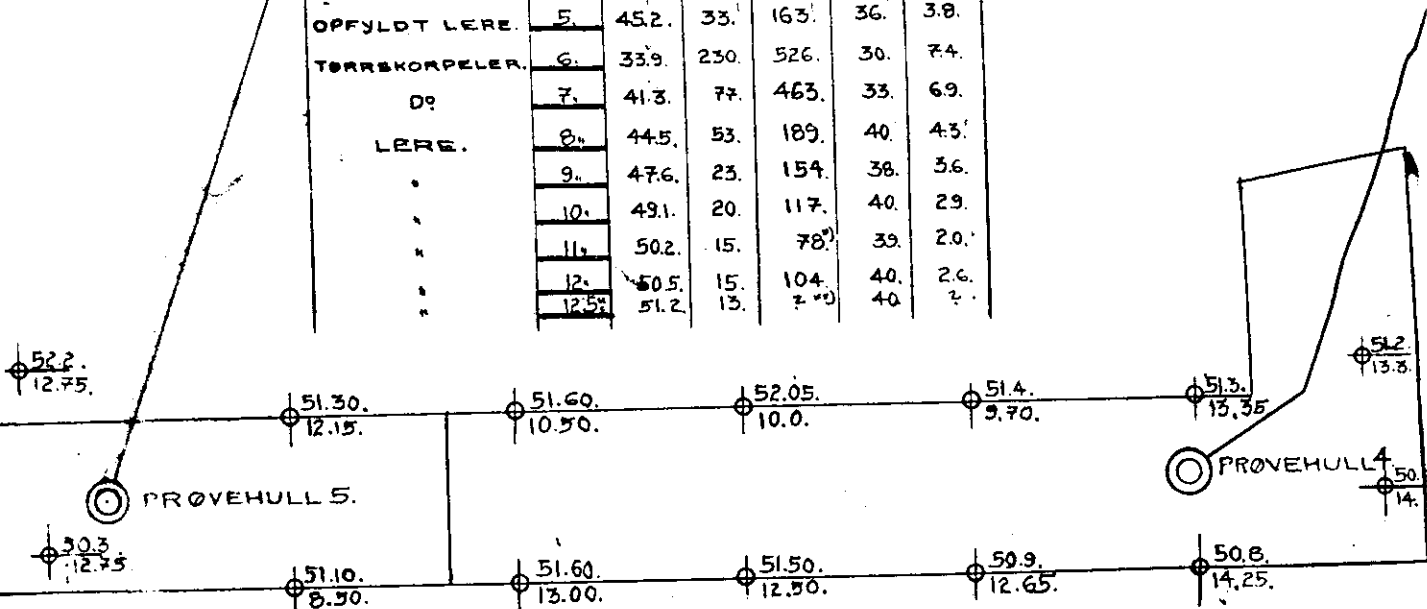 OPFYLDT LERE. 5. 45.2. 33. 163. 36. 3.8.
TØRRSKORPELER. 6. 33.9. 230. 526. 30. 7.4.
Dº 7. 41.3. 77. 463. 33. 6.9.
LERE. 8." 44.5. 53. 189. 40. 4.3.
" 9." 47.6. 23. 154. 38. 3.6.
" 10" 49.1. 20. 117. 40. 2.9.
" 11" 50.2. 15. 78*) 39. 2.0.
" 12" 50.5. 15. 104. 40. 2.6.
" 12.5" 51.2. 13. ? **) 40 ?.
52.2.
12.75.
51.30.
12.15.
51.60.
10.50.
52.05.
10.0.
51.4.
9.70.
51.3.
13.35
51.2.
13.3.
PRØVEHULL 5.
PRØVEHULL 4.
50.
14.
50.3.
12.75
51.10.
8.50.
51.60.
13.00.
51.50.
12.50.
50.9.
12.65.
50.8.
14.25.